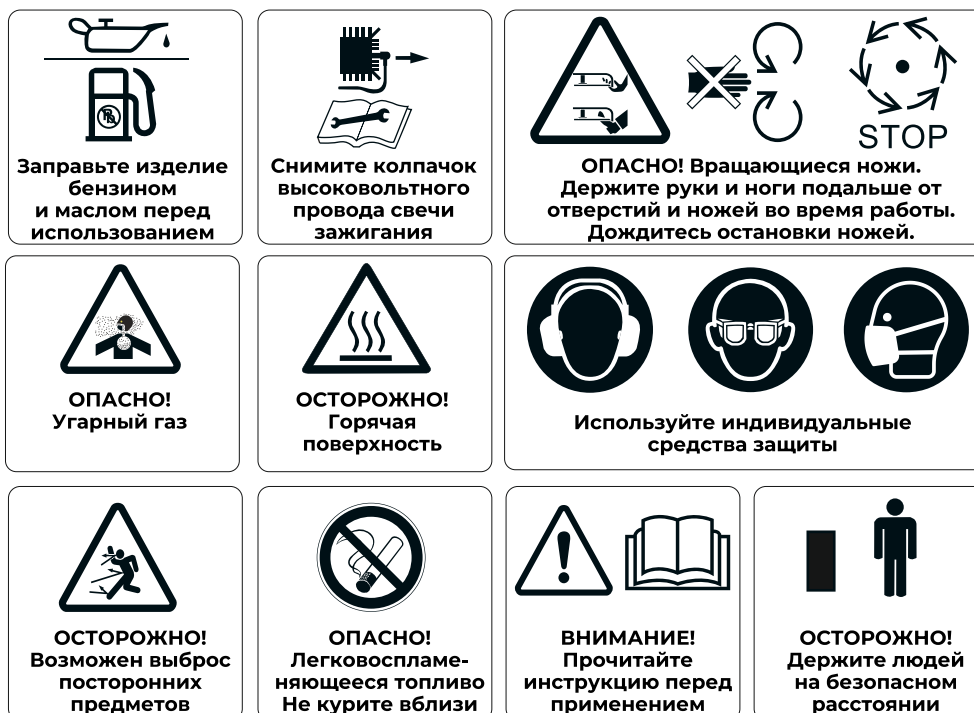 Заправьте изделие
бензином
и маслом перед
использованием
Снимите колпачок
высоковольтного
провода свечи
зажигания
STOP
ОПАСНО! Вращающиеся ножи.
Держите руки и ноги подальше от
отверстий и ножей во время работы.
Дождитесь остановки ножей.
ОПАСНО!
Угарный газ
ОСТОРОЖНО!
Горячая
поверхность
Используйте индивидуальные
средства защиты
ОСТОРОЖНО!
Возможен выброс
посторонних
предметов
ОПАСНО!
Легковоспламе-
няющееся топливо
Не курите вблизи
ВНИМАНИЕ!
Прочитайте
инструкцию перед
применением
ОСТОРОЖНО!
Держите людей
на безопасном
расстоянии